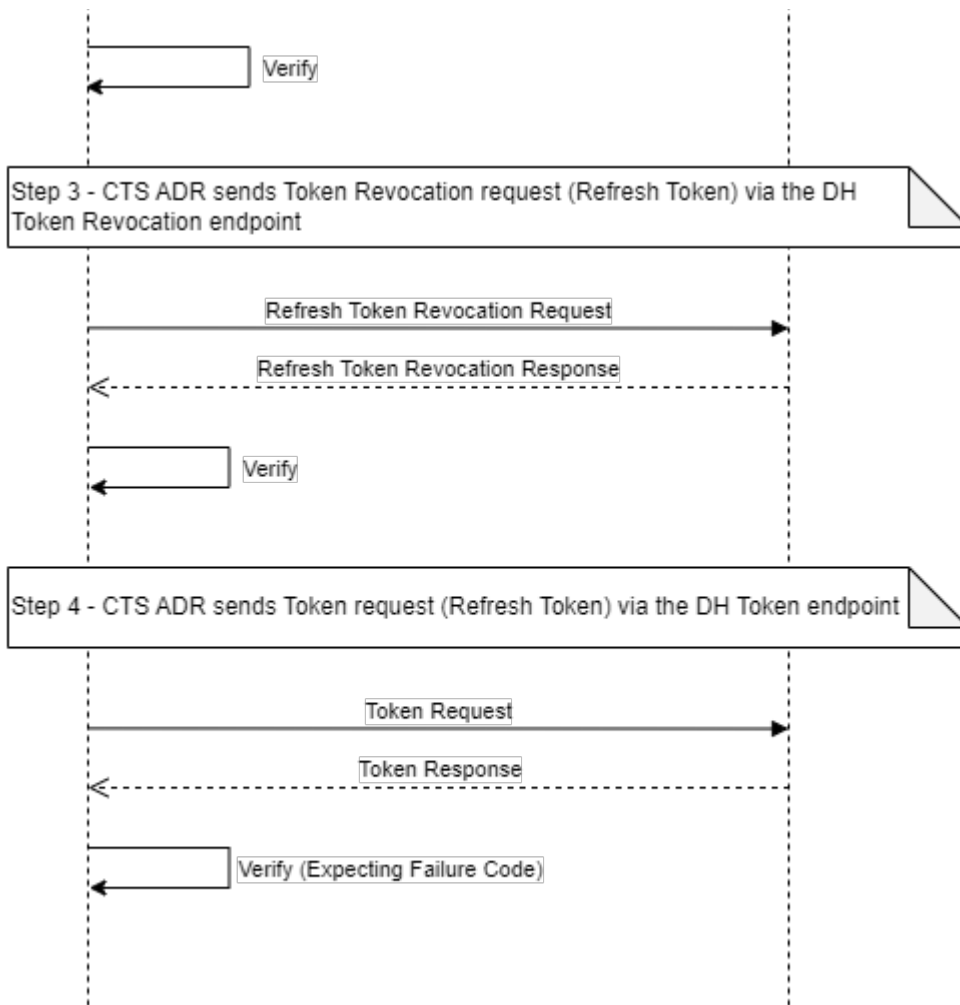 Verify
Step 3 - CTS ADR sends Token Revocation request (Refresh Token) via the DH
Token Revocation endpoint
Refresh Token Revocation Request
Refresh Token Revocation Response
Verify
Step 4 - CTS ADR sends Token request (Refresh Token) via the DH Token endpoint
Token Request
Token Response
Verify (Expecting Failure Code)